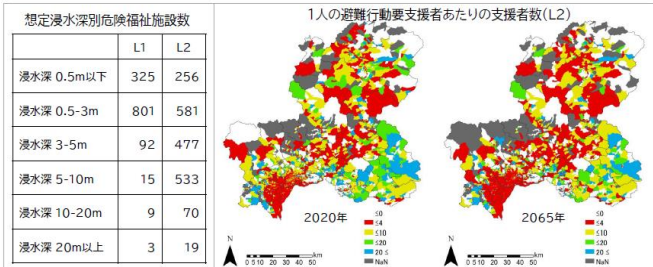 想定浸水深別危険福祉施設数
L1 L2
浸水深 0.5m以下 325 256
浸水深 0.5-3m 801 581
浸水深 3-5m 92 477
浸水深 5-10m 15 533
浸水深 10-20m 9 70
浸水深 20m以上 3 19
1人の避難行動要支援者あたりの支援者数(L2)
2020年
≤0
≤4
≤10
≤20
20 ≤
NaN
N
0 5 10 20 30 40 50
km
2065年
≤0
≤4
≤10
≤20
20 ≤
NaN
N
0 5 10 20 30 40 50
km